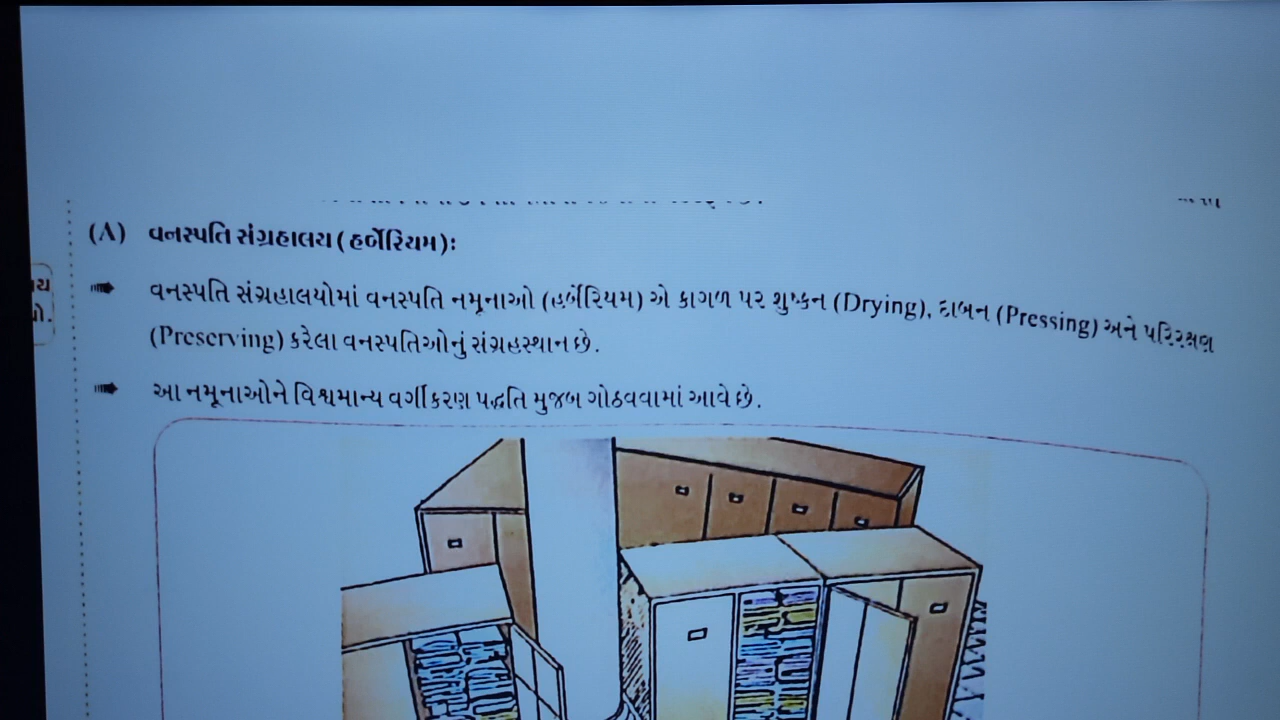 (A) વનસ્પતિ સંગ્રહાલય (હર્બેરિયમ):
વનસ્પતિ સંગ્રહાલયોમાં વનસ્પતિ નમૂનાઓ (હર્બેરિયમ) એ કાગળ પર શુષ્કન (Drying), દાબન (Pressing) અને પરિરક્ષણ
(Preserving) કરેલા વનસ્પતિઓનું સંગ્રહસ્થાન છે.
આ નમૂનાઓને વિશ્વમાન્ય વર્ગીકરણ પદ્ધતિ મુજબ ગોઠવવામાં આવે છે.